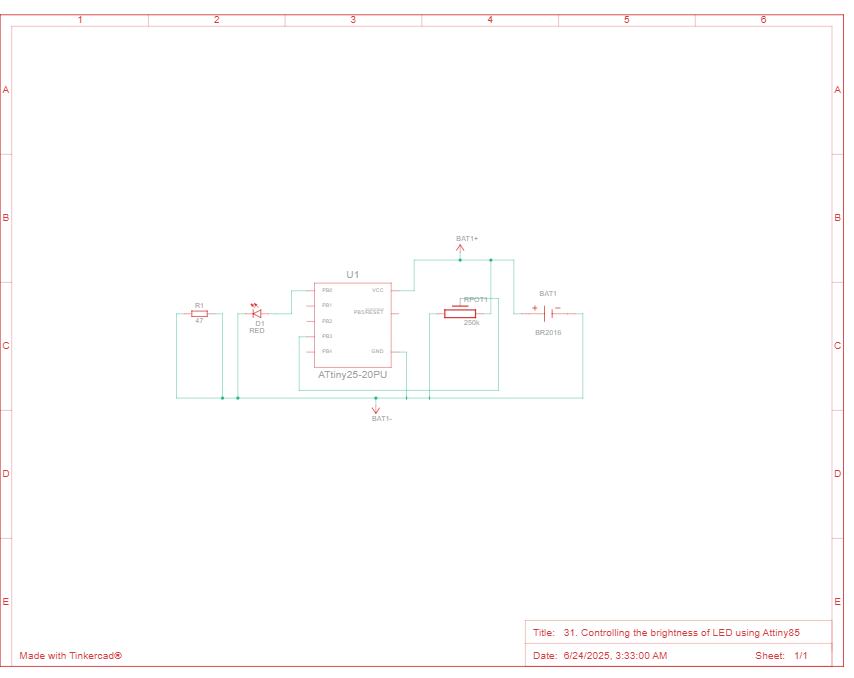 1 2 3 4 5 6
A A
B B
BAT1+
U1
BAT1
R1
47
D1
RED
PB0
PB1
PB2
PB3
PB4
VCC
PB5/RESET
GND
ATtiny25-20PU
RPOT1
250k
+ −
BR2016
C C
BAT1-
D D
E E
Title: 31. Controlling the brightness of LED using Attiny85
Made with Tinkercad®
Date: 6/24/2025, 3:33:00 AM Sheet: 1/1